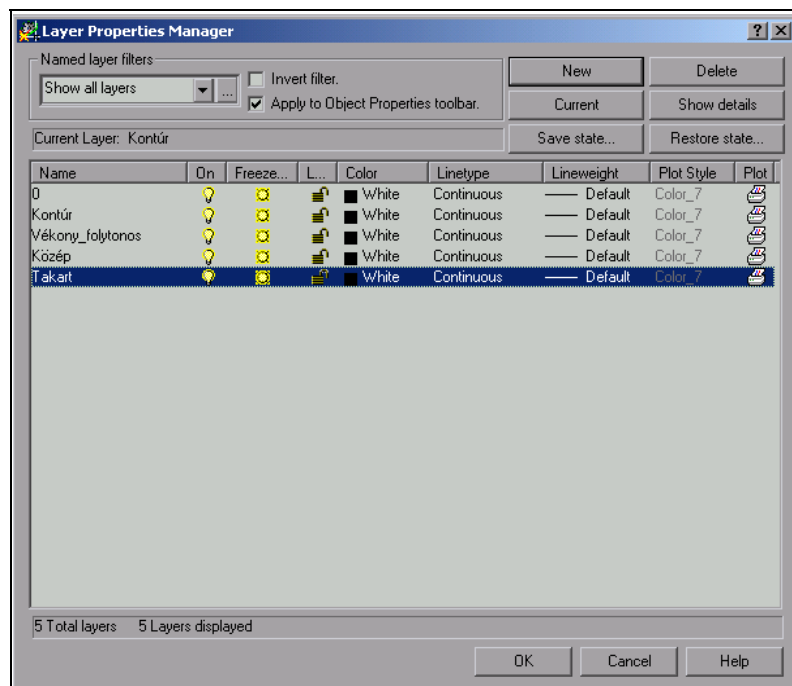 Layer Properties Manager
Named layer filters
Show all layers
...
Invert filter.
Apply to Object Properties toolbar.
New
Delete
Current
Show details
Current Layer: Kontúr
Save state...
Restore state...
Name On Freeze... L... Color Linetype Lineweight Plot Style Plot
0 White Continuous Default Color_7
Kontúr White Continuous Default Color_7
Vékony_folytonos White Continuous Default Color_7
Közép White Continuous Default Color_7
Takart White Continuous Default Color_7
5 Total layers 5 Layers displayed
OK
Cancel
Help